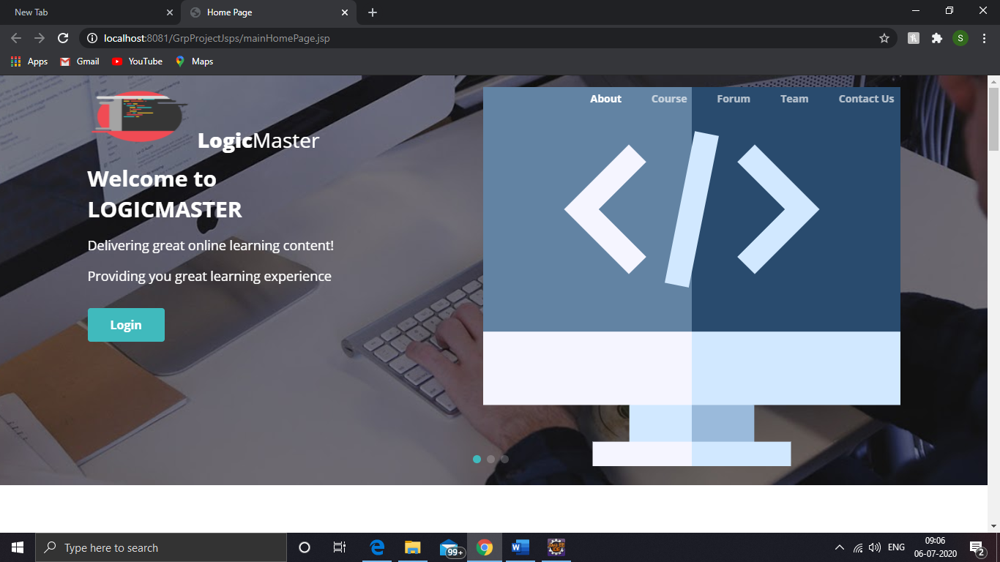 New Tab
Home Page
localhost:8081/GrpProjectJsps/mainHomePage.jsp
S
Apps
Gmail
YouTube
Maps
About
Course
Forum
Team
Contact Us
LogicMaster
Welcome to
LOGICMASTER
Delivering great online learning content!
Providing you great learning experience
Login
Type here to search
99+
ENG
09:06
06-07-2020
2